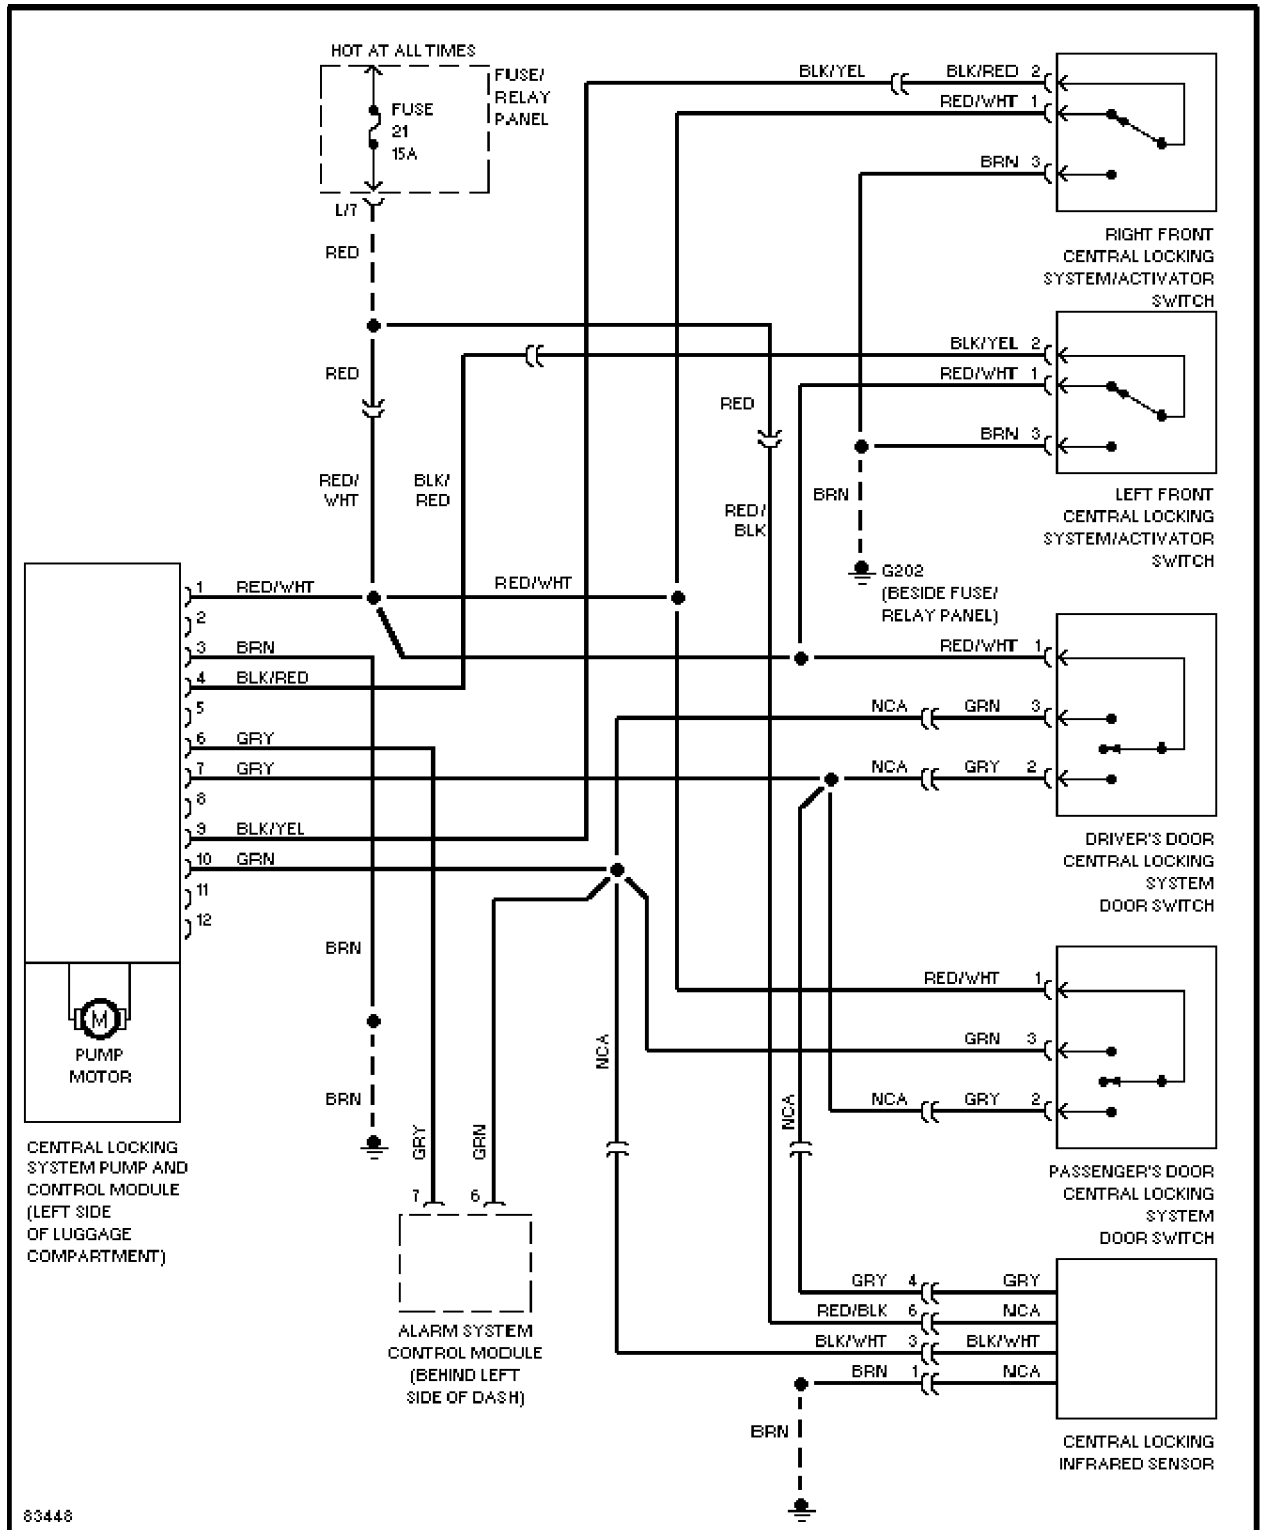 HOT AT ALL TIMES
FUSE/
RELAY
PANEL
FUSE
21
15A
L/7
RED
RED
RED/
WHT
BLK/
RED
RED
RED/
BLK
BLK/YEL
BLK/RED 2
RED/WHT 1
BRN 3
RIGHT FRONT
CENTRAL LOCKING
SYSTEM/ACTIVATOR
SWITCH
BLK/YEL 2
RED/WHT 1
BRN 3
BRN
LEFT FRONT
CENTRAL LOCKING
SYSTEM/ACTIVATOR
SWITCH
G202
(BESIDE FUSE/
RELAY PANEL)
1 RED/WHT
RED/WHT
2
3 BRN
4 BLK/RED
5
6 GRY
7 GRY
8
9 BLK/YEL
10 GRN
11
12
RED/WHT 1
NCA GRN 3
NCA GRY 2
DRIVER'S DOOR
CENTRAL LOCKING
SYSTEM
DOOR SWITCH
BRN
BRN
M
PUMP
MOTOR
CENTRAL LOCKING
SYSTEM PUMP AND
CONTROL MODULE
(LEFT SIDE
OF LUGGAGE
COMPARTMENT)
GRY
GRN
7
6
ALARM SYSTEM
CONTROL MODULE
(BEHIND LEFT
SIDE OF DASH)
NCA
NCA
RED/WHT 1
GRN 3
NCA GRY 2
PASSENGER'S DOOR
CENTRAL LOCKING
SYSTEM
DOOR SWITCH
GRY 4 GRY
RED/BLK 6 NCA
BLK/WHT 3 BLK/WHT
BRN 1 NCA
BRN
CENTRAL LOCKING
INFRARED SENSOR
83448